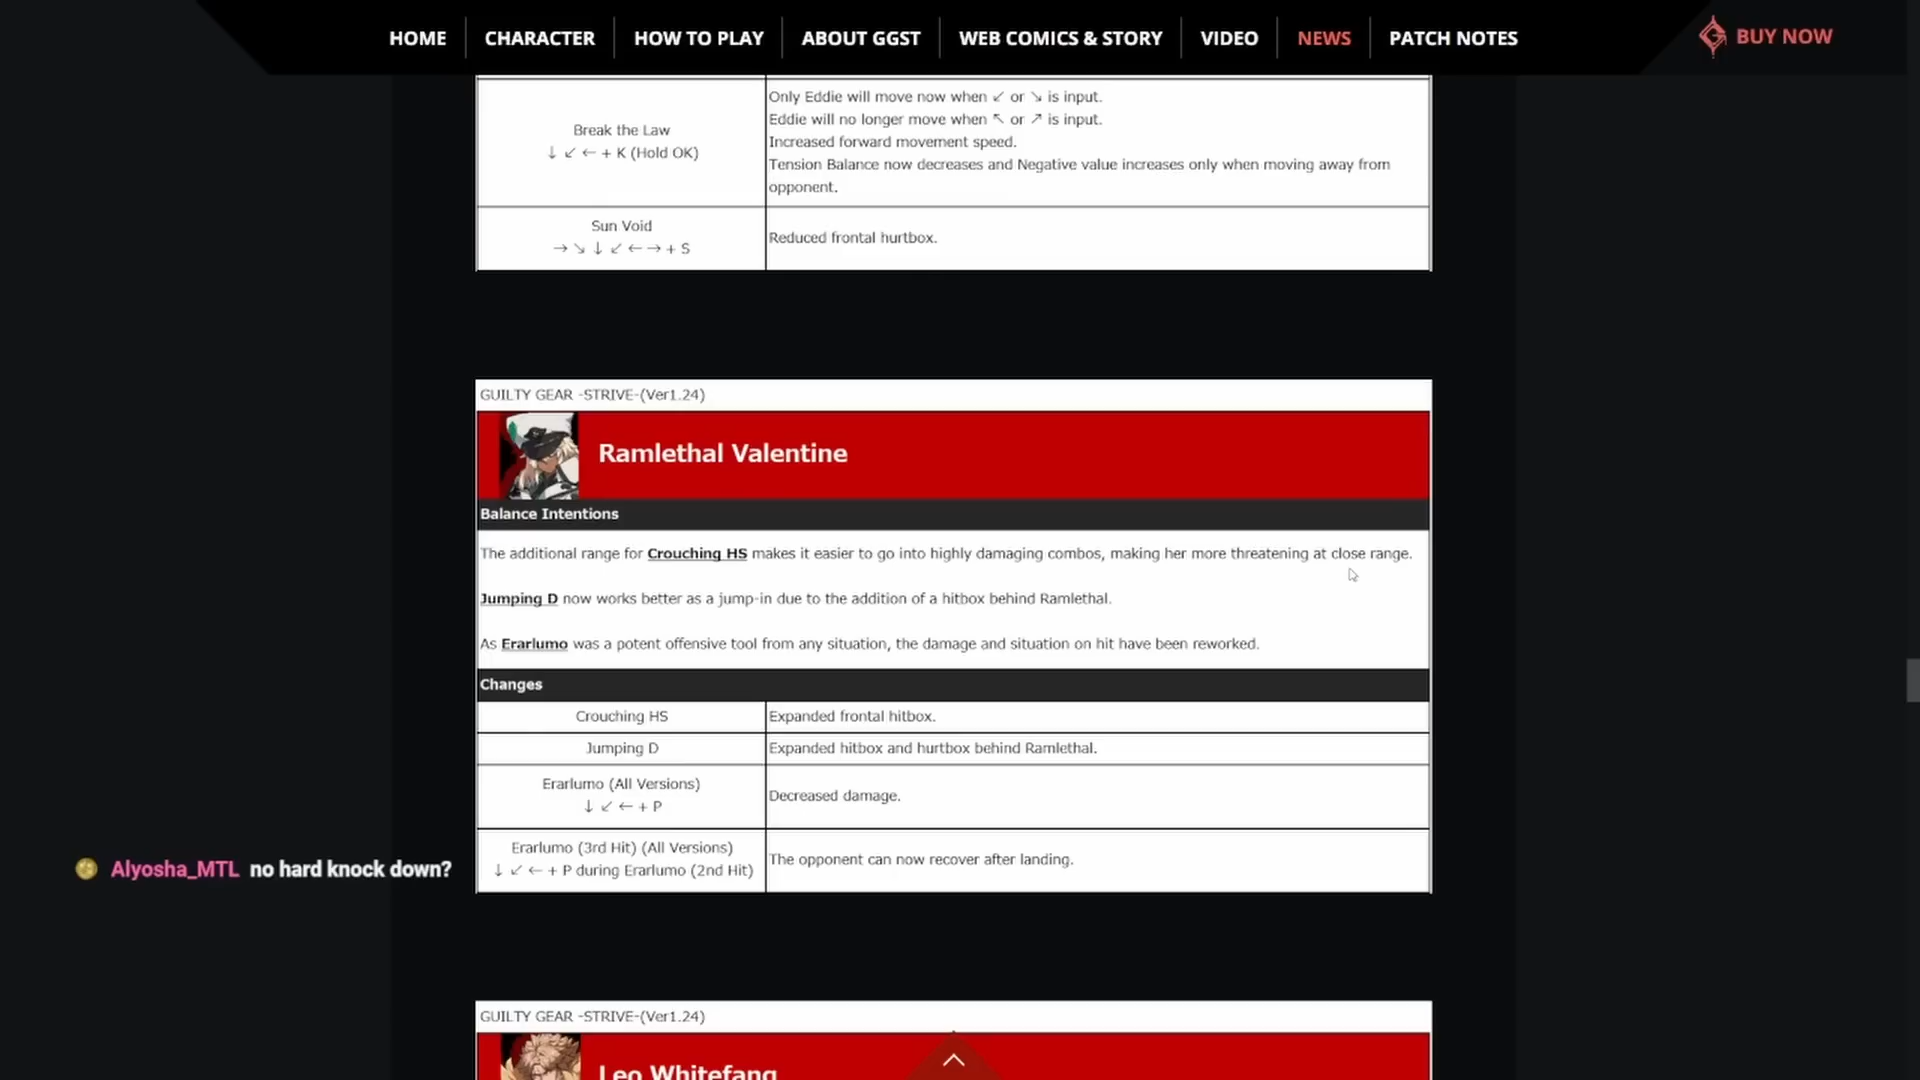 HOME CHARACTER HOW TO PLAY ABOUT GGST WEB COMICS & STORY VIDEO NEWS PATCH NOTES BUY NOW
Break the Law
↓ ↙ ← + K (Hold OK)
Only Eddie will move now when ↙ or ↘ is input.
Eddie will no longer move when ↖ or ↗ is input.
Increased forward movement speed.
Tension Balance now decreases and Negative value increases only when moving away from
opponent.
Sun Void
→ ↘ ↓ ↙ ← → + S
Reduced frontal hurtbox.
GUILTY GEAR -STRIVE-(Ver1.24)
Ramlethal Valentine
Balance Intentions
The additional range for Crouching HS makes it easier to go into highly damaging combos, making her more threatening at close range.
Jumping D now works better as a jump-in due to the addition of a hitbox behind Ramlethal.
As Erarlumo was a potent offensive tool from any situation, the damage and situation on hit have been reworked.
Changes
Crouching HS
Expanded frontal hitbox.
Jumping D
Expanded hitbox and hurtbox behind Ramlethal.
Erarlumo (All Versions)
↓ ↙ ← + P
Decreased damage.
Erarlumo (3rd Hit) (All Versions)
↓ ↙ ← + P during Erarlumo (2nd Hit)
The opponent can now recover after landing.
Alyosha_MTL no hard knock down?
GUILTY GEAR -STRIVE-(Ver1.24)
Leo Whitefang